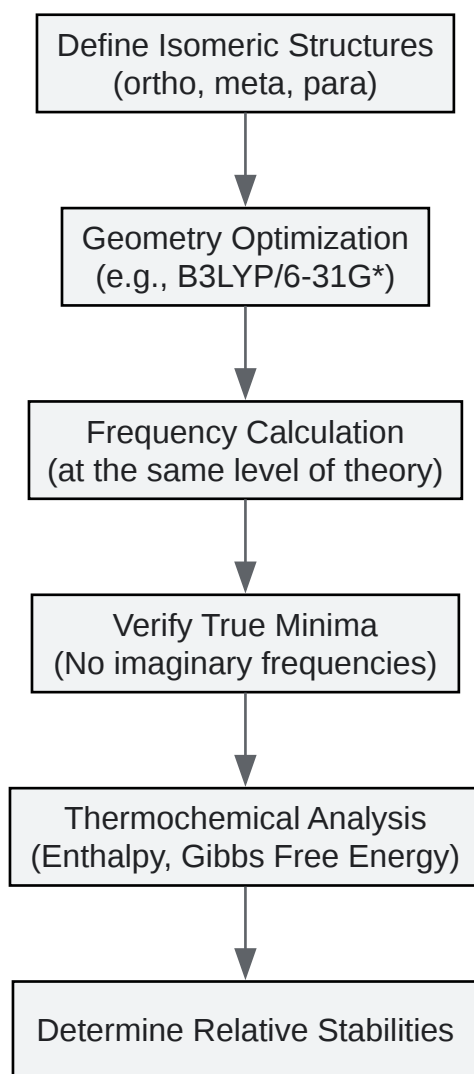 Define Isomeric Structures
(ortho, meta, para)
Geometry Optimization
(e.g., B3LYP/6-31G*)
Frequency Calculation
(at the same level of theory)
Verify True Minima
(No imaginary frequencies)
Thermochemical Analysis
(Enthalpy, Gibbs Free Energy)
Determine Relative Stabilities